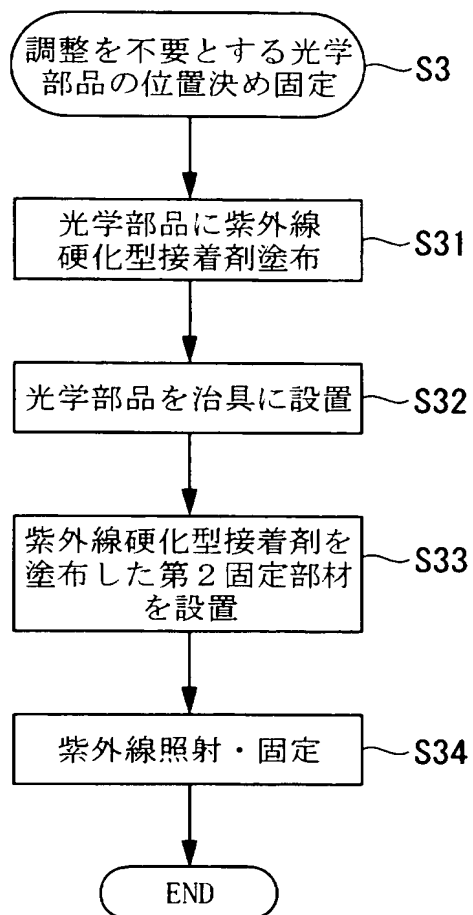 調整を不要とする光学
部品の位置決め固定
S3
光学部品に紫外線
硬化型接着剤塗布
S31
光学部品を治具に設置
S32
紫外線硬化型接着剤を
塗布した第2固定部材
を設置
S33
紫外線照射・固定
S34
END